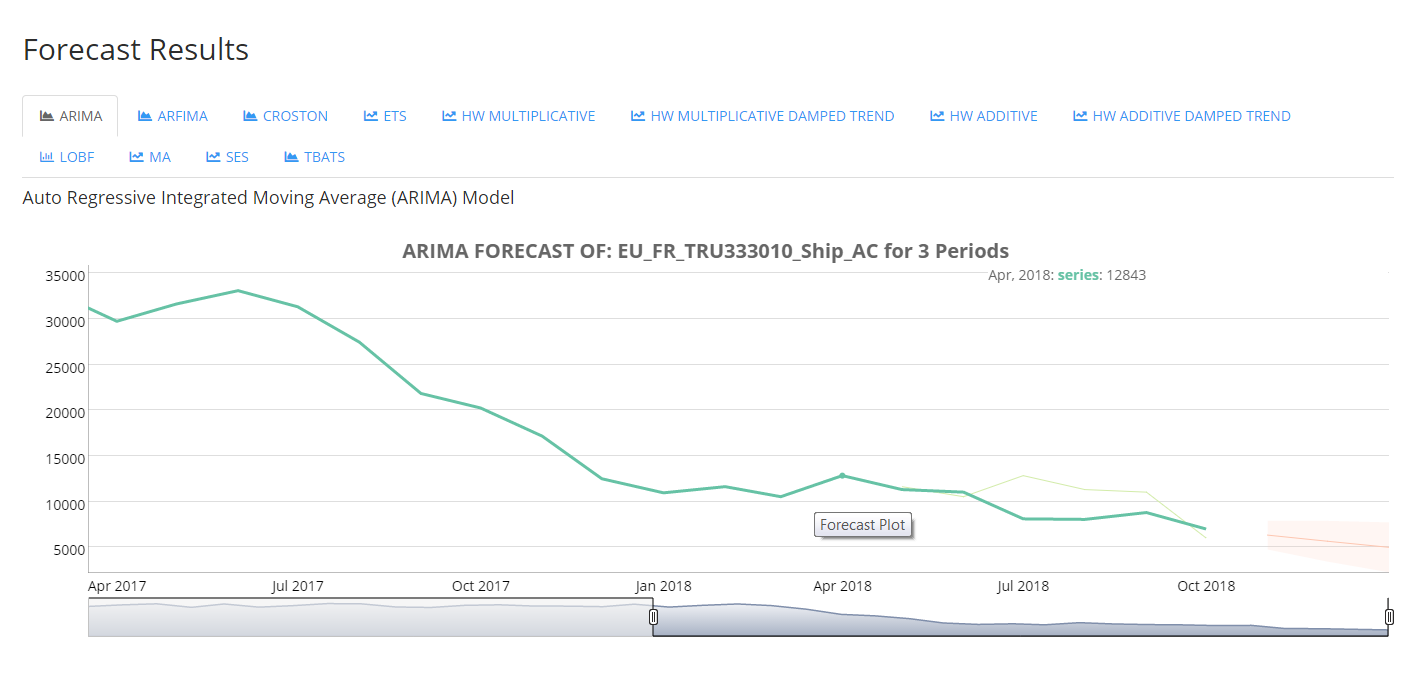 Forecast Results
ARIMA ARFIMA CROSTON ETS HW MULTIPLICATIVE HW MULTIPLICATIVE DAMPED TREND HW ADDITIVE HW ADDITIVE DAMPED TREND
LOBF MA SES TBATS
Auto Regressive Integrated Moving Average (ARIMA) Model
ARIMA FORECAST OF: EU_FR_TRU333010_Ship_AC for 3 Periods
Apr, 2018: series: 12843
35000
30000
25000
20000
15000
10000
5000
Forecast Plot
Apr 2017 Jul 2017 Oct 2017 Jan 2018 Apr 2018 Jul 2018 Oct 2018